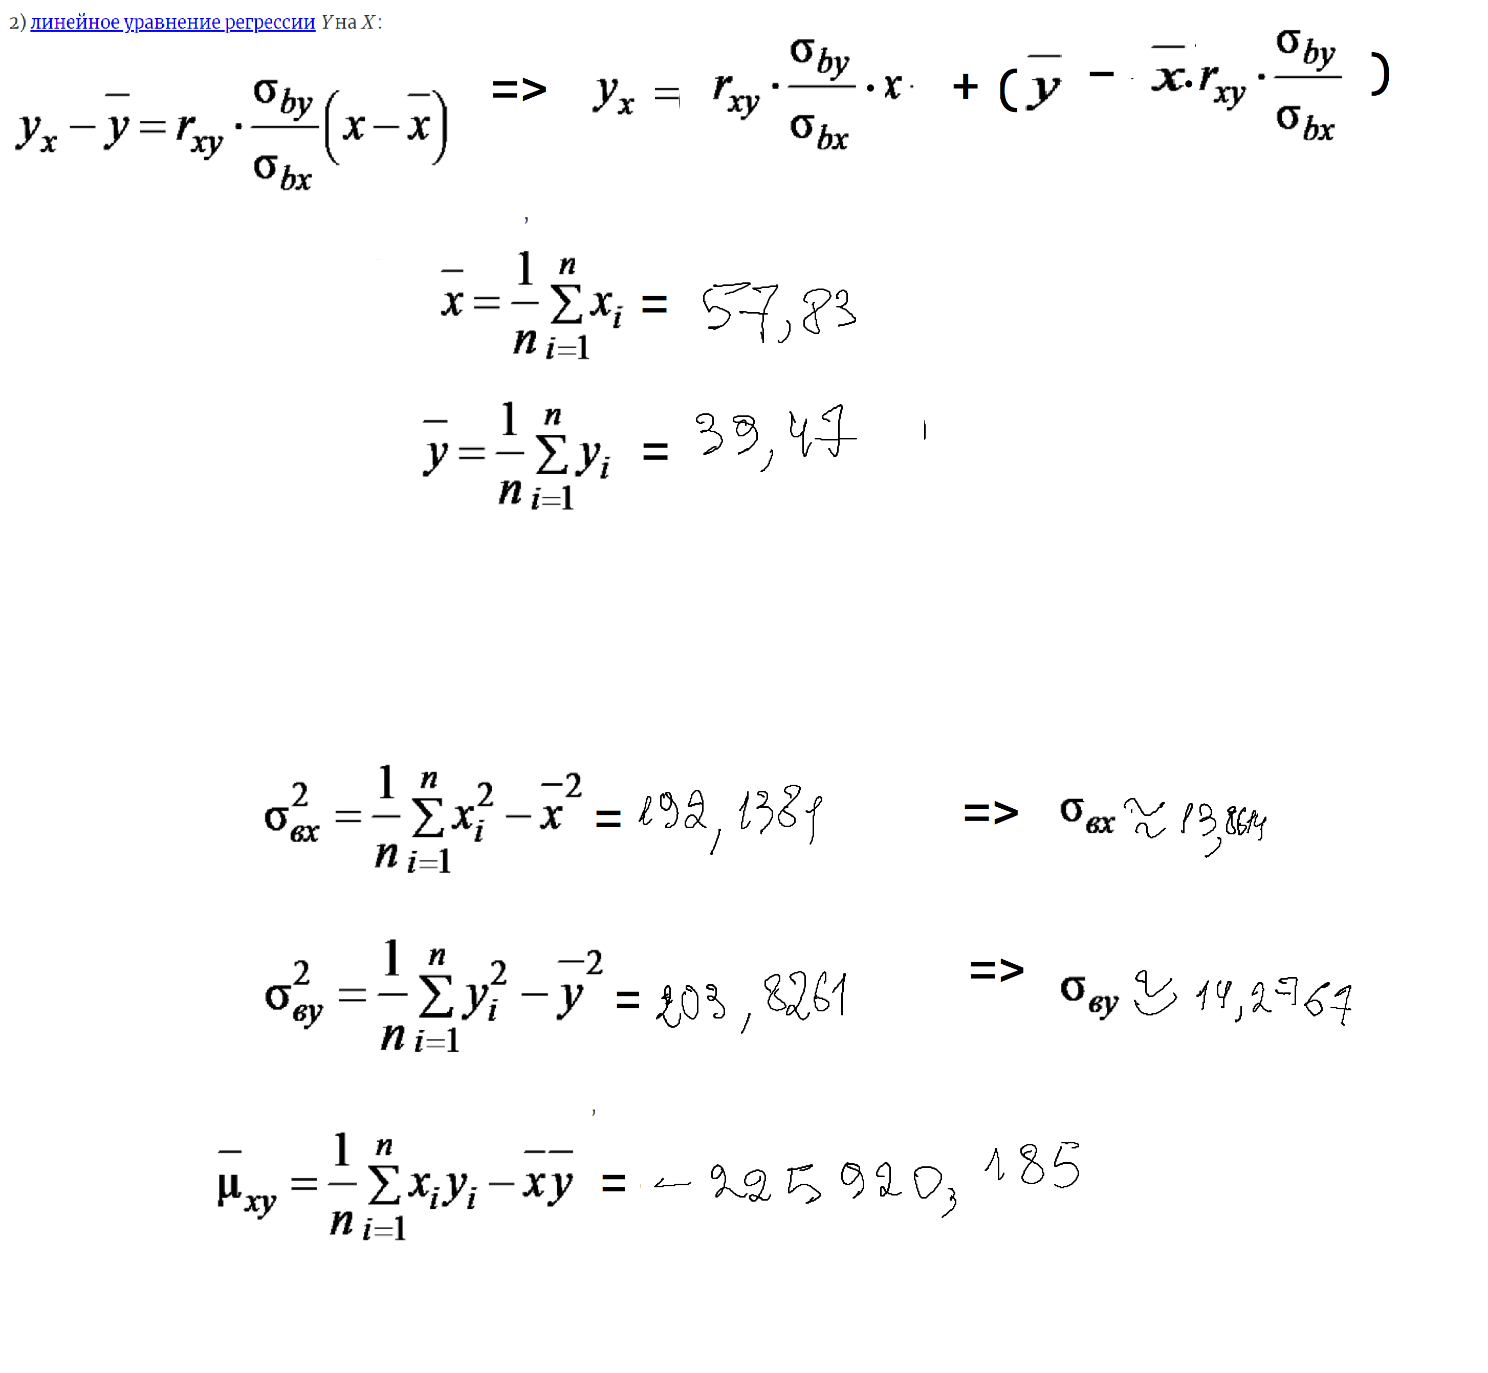 2) линейное уравнение регрессии Y на X :
y_x − y̅ = r_xy · σ_by / σ_bx (x − x̅) => y_x = r_xy · σ_by / σ_bx · x + ( y̅ − x̅ · r_xy · σ_by / σ_bx )
,
x̅ = 1/n Σ_{i=1}^{n} x_i = 57,83
y̅ = 1/n Σ_{i=1}^{n} y_i = 39,47
σ²_вx = 1/n Σ_{i=1}^{n} x_i² − x̅² = 192,1381 => σ_вx ≈ 13,8614
σ²_вy = 1/n Σ_{i=1}^{n} y_i² − y̅² = 203,8261 => σ_вy ≈ 14,2767
,
μ̅_xy = 1/n Σ_{i=1}^{n} x_i y_i − x̅ y̅ = − 225920,185